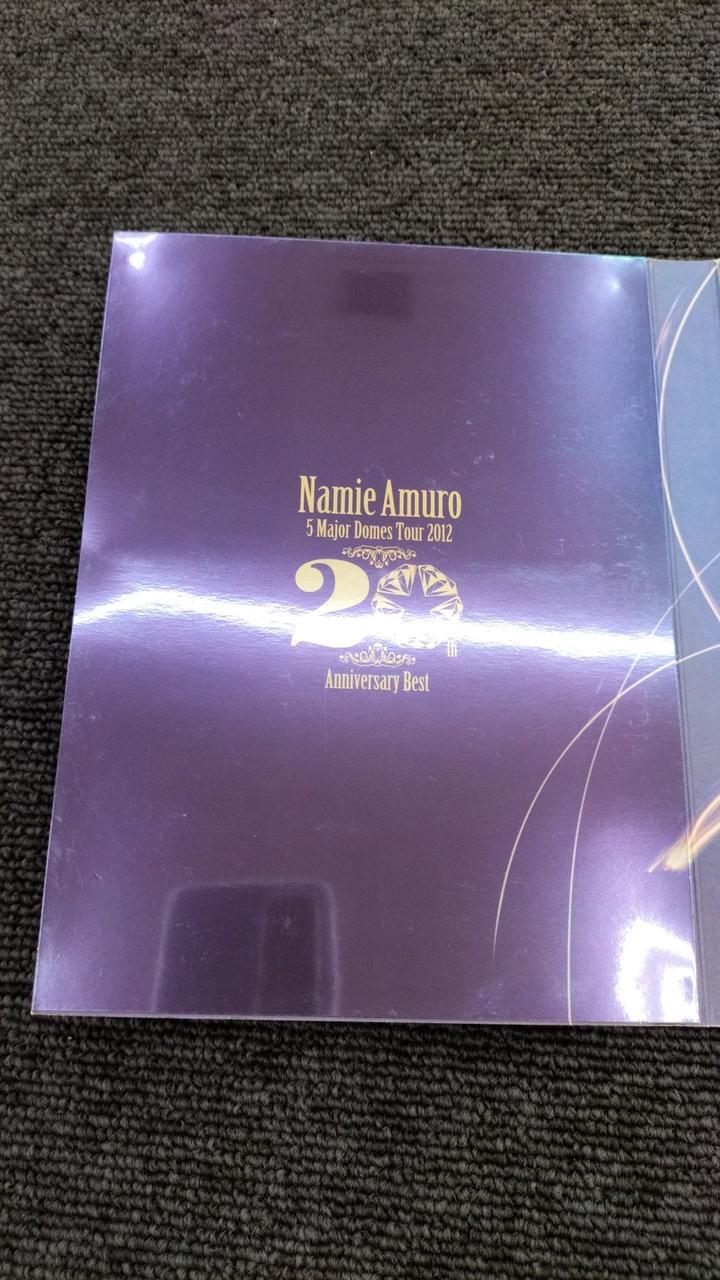 Namie Amuro
5 Major Domes Tour 2012
20th
Anniversary Best